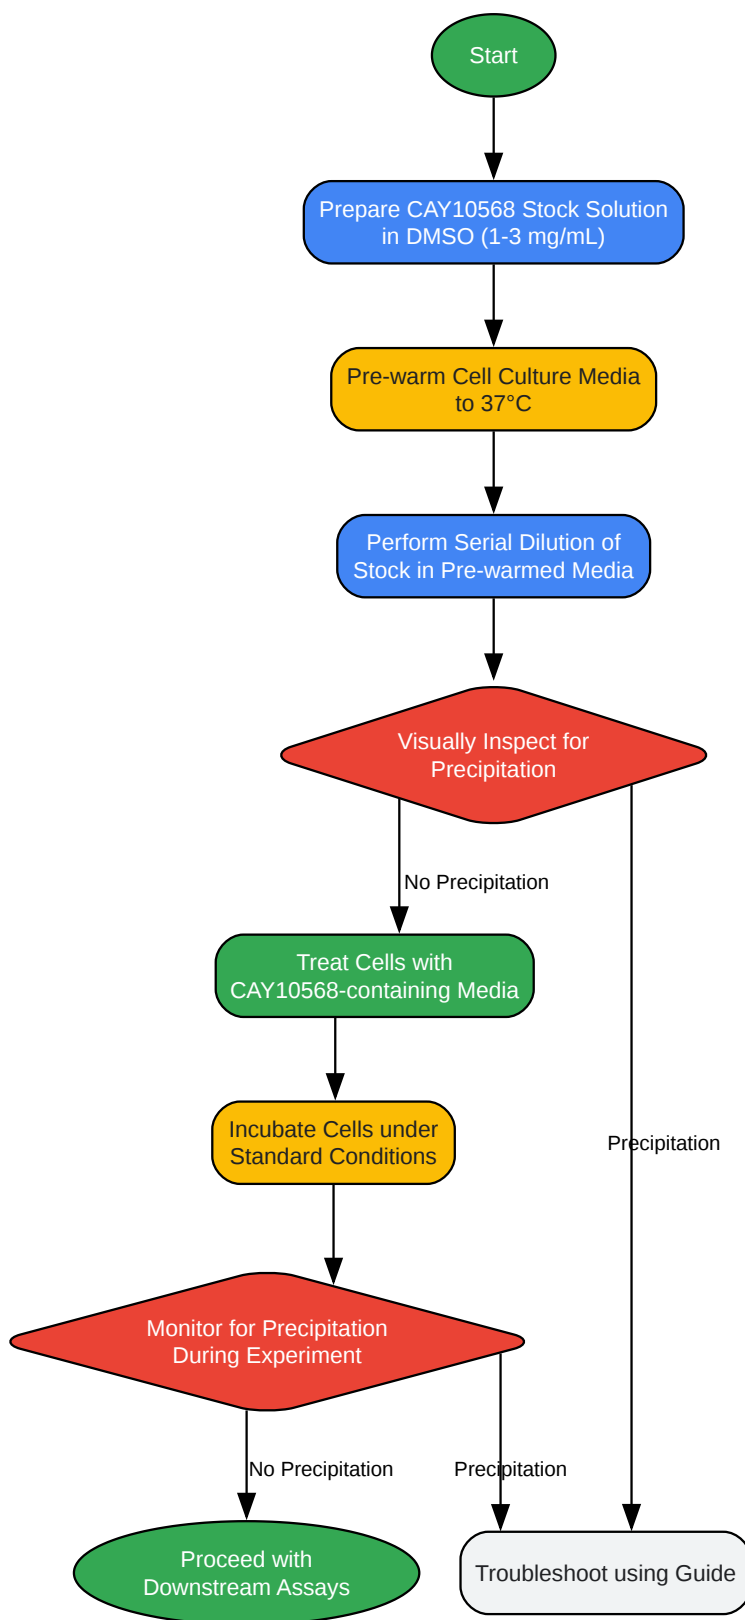 Start
Prepare CAY10568 Stock Solution
in DMSO (1-3 mg/mL)
Pre-warm Cell Culture Media
to 37°C
Perform Serial Dilution of
Stock in Pre-warmed Media
Visually Inspect for
Precipitation
No Precipitation
Treat Cells with
CAY10568-containing Media
Incubate Cells under
Standard Conditions
Precipitation
Monitor for Precipitation
During Experiment
No Precipitation
Precipitation
Proceed with
Downstream Assays
Troubleshoot using Guide